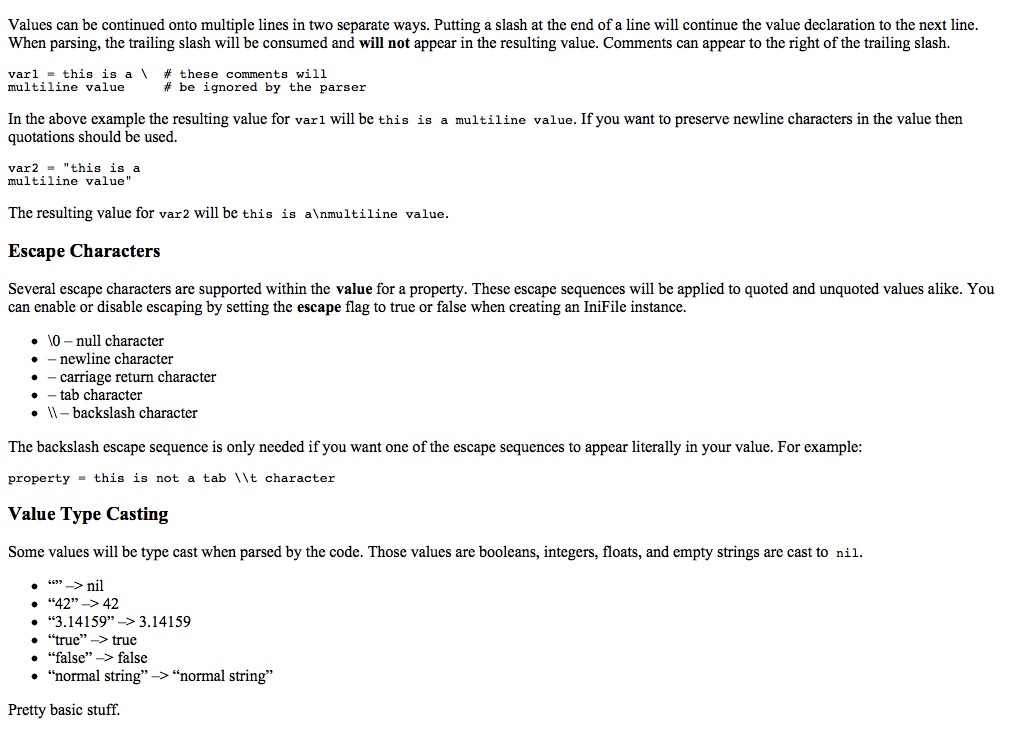 Values can be continued onto multiple lines in two separate ways. Putting a slash at the end of a line will continue the value declaration to the next line.
When parsing, the trailing slash will be consumed and will not appear in the resulting value. Comments can appear to the right of the trailing slash.
var1 = this is a \  # these comments will
multiline value     # be ignored by the parser
In the above example the resulting value for var1 will be this is a multiline value. If you want to preserve newline characters in the value then
quotations should be used.
var2 = "this is a
multiline value"
The resulting value for var2 will be this is a\nmultiline value.
Escape Characters
Several escape characters are supported within the value for a property. These escape sequences will be applied to quoted and unquoted values alike. You
can enable or disable escaping by setting the escape flag to true or false when creating an IniFile instance.
• \0 – null character
• – newline character
• – carriage return character
• – tab character
• \\ – backslash character
The backslash escape sequence is only needed if you want one of the escape sequences to appear literally in your value. For example:
property = this is not a tab \\t character
Value Type Casting
Some values will be type cast when parsed by the code. Those values are booleans, integers, floats, and empty strings are cast to nil.
• “” –> nil
• “42” –> 42
• “3.14159” –> 3.14159
• “true” –> true
• “false” –> false
• “normal string” –> “normal string”
Pretty basic stuff.